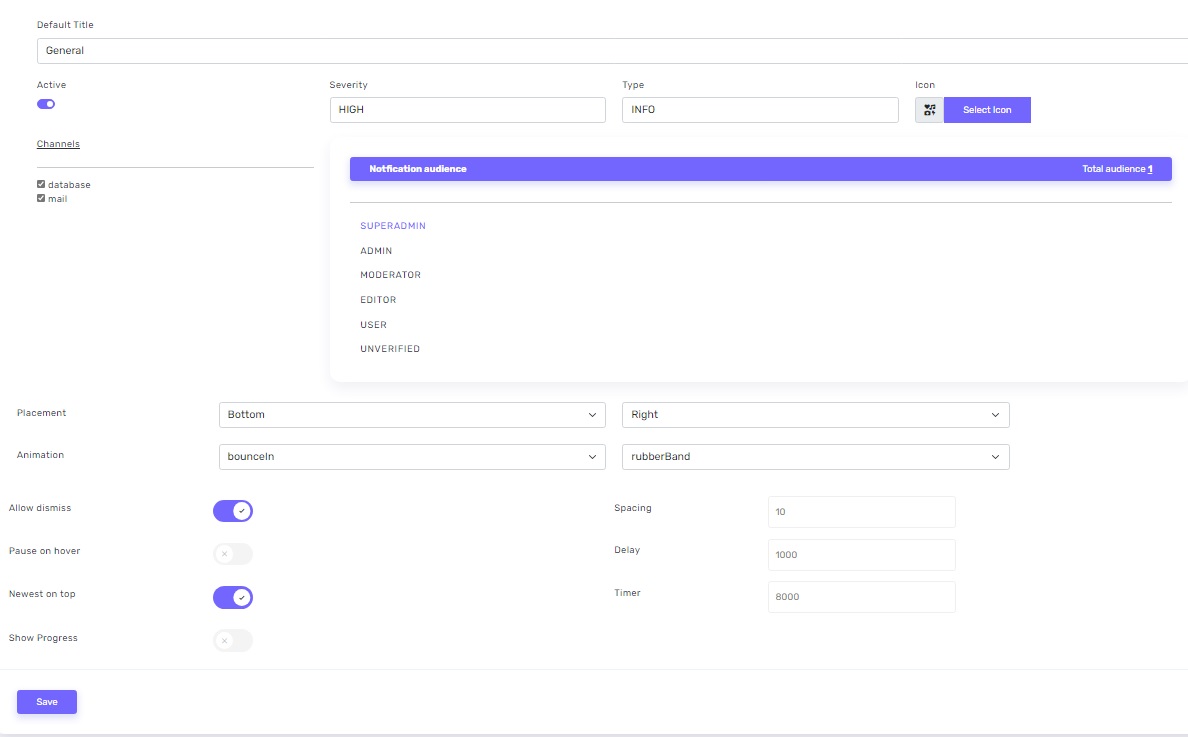 Default Title
General
Active
Severity
Type
Icon
HIGH
INFO
Select Icon
Channels
database
mail
Notfication audience
Total audience 1
SUPERADMIN
ADMIN
MODERATOR
EDITOR
USER
UNVERIFIED
Placement
Bottom
Right
Animation
bounceIn
rubberBand
Allow dismiss
Spacing
10
Pause on hover
Delay
1000
Newest on top
Timer
8000
Show Progress
Save